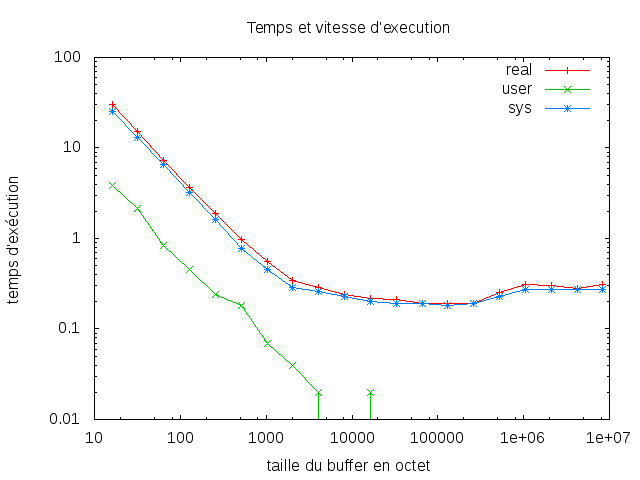 Temps et vitesse d'execution
100
10
1
0.1
0.01
temps d'exécution
real
user
sys
10
100
1000
10000
100000
1e+06
1e+07
taille du buffer en octet